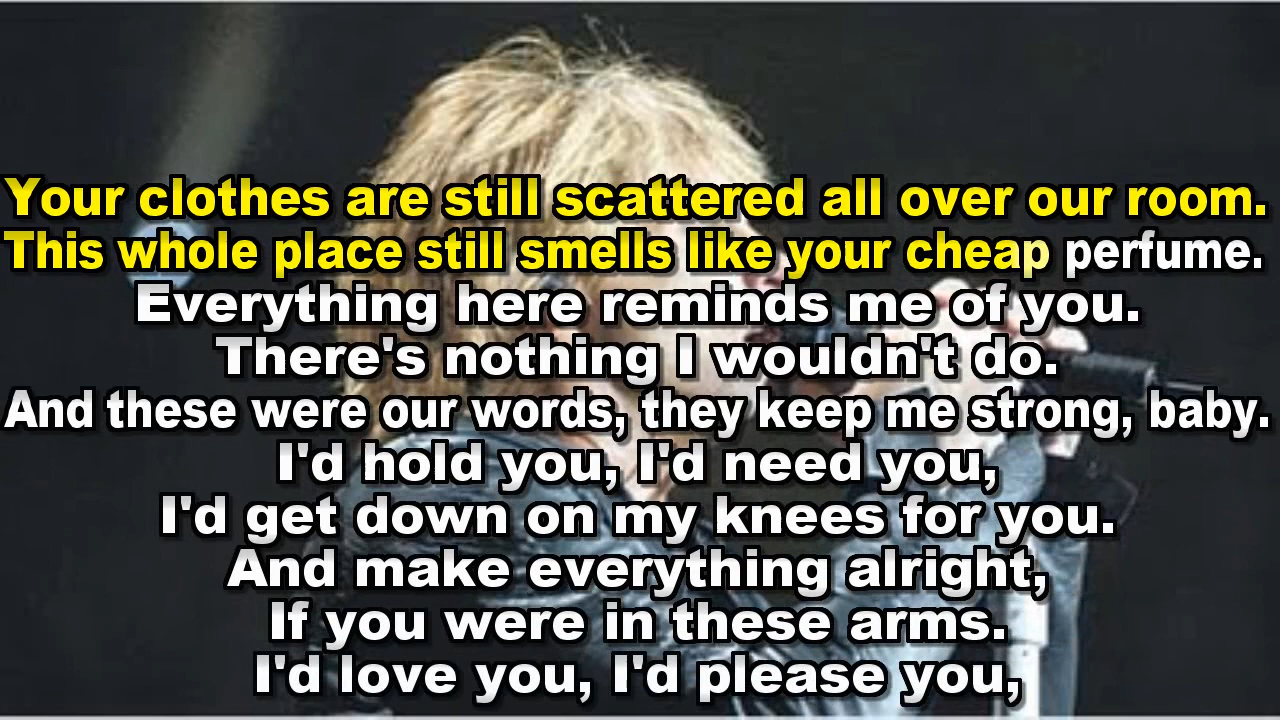 Your clothes are still scattered all over our room.
This whole place still smells like your cheap perfume.
Everything here reminds me of you.
There's nothing I wouldn't do.
And these were our words, they keep me strong, baby.
I'd hold you, I'd need you,
I'd get down on my knees for you.
And make everything alright,
If you were in these arms.
I'd love you, I'd please you,